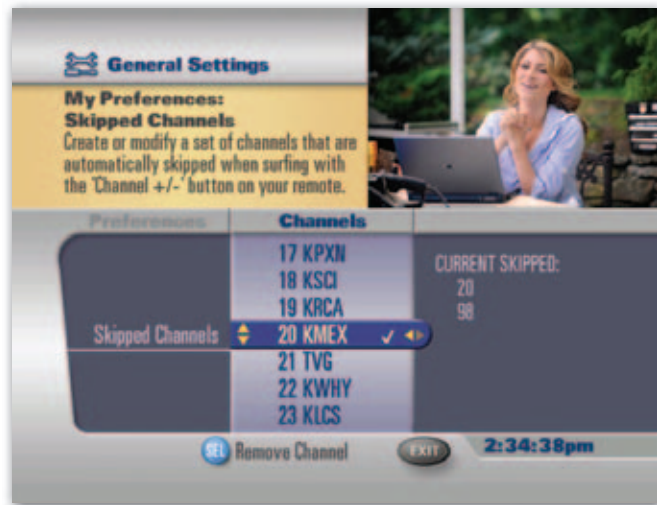 General Settings
My Preferences:
Skipped Channels
Create or modify a set of channels that are
automatically skipped when surfing with
the 'Channel +/-' button on your remote.
Preferences
Channels
17 KPXN
18 KSCI
19 KRCA
Skipped Channels
20 KMEX ✓
21 TVG
22 KWHY
23 KLCS
CURRENT SKIPPED:
20
98
SEL Remove Channel
EXIT
2:34:38pm